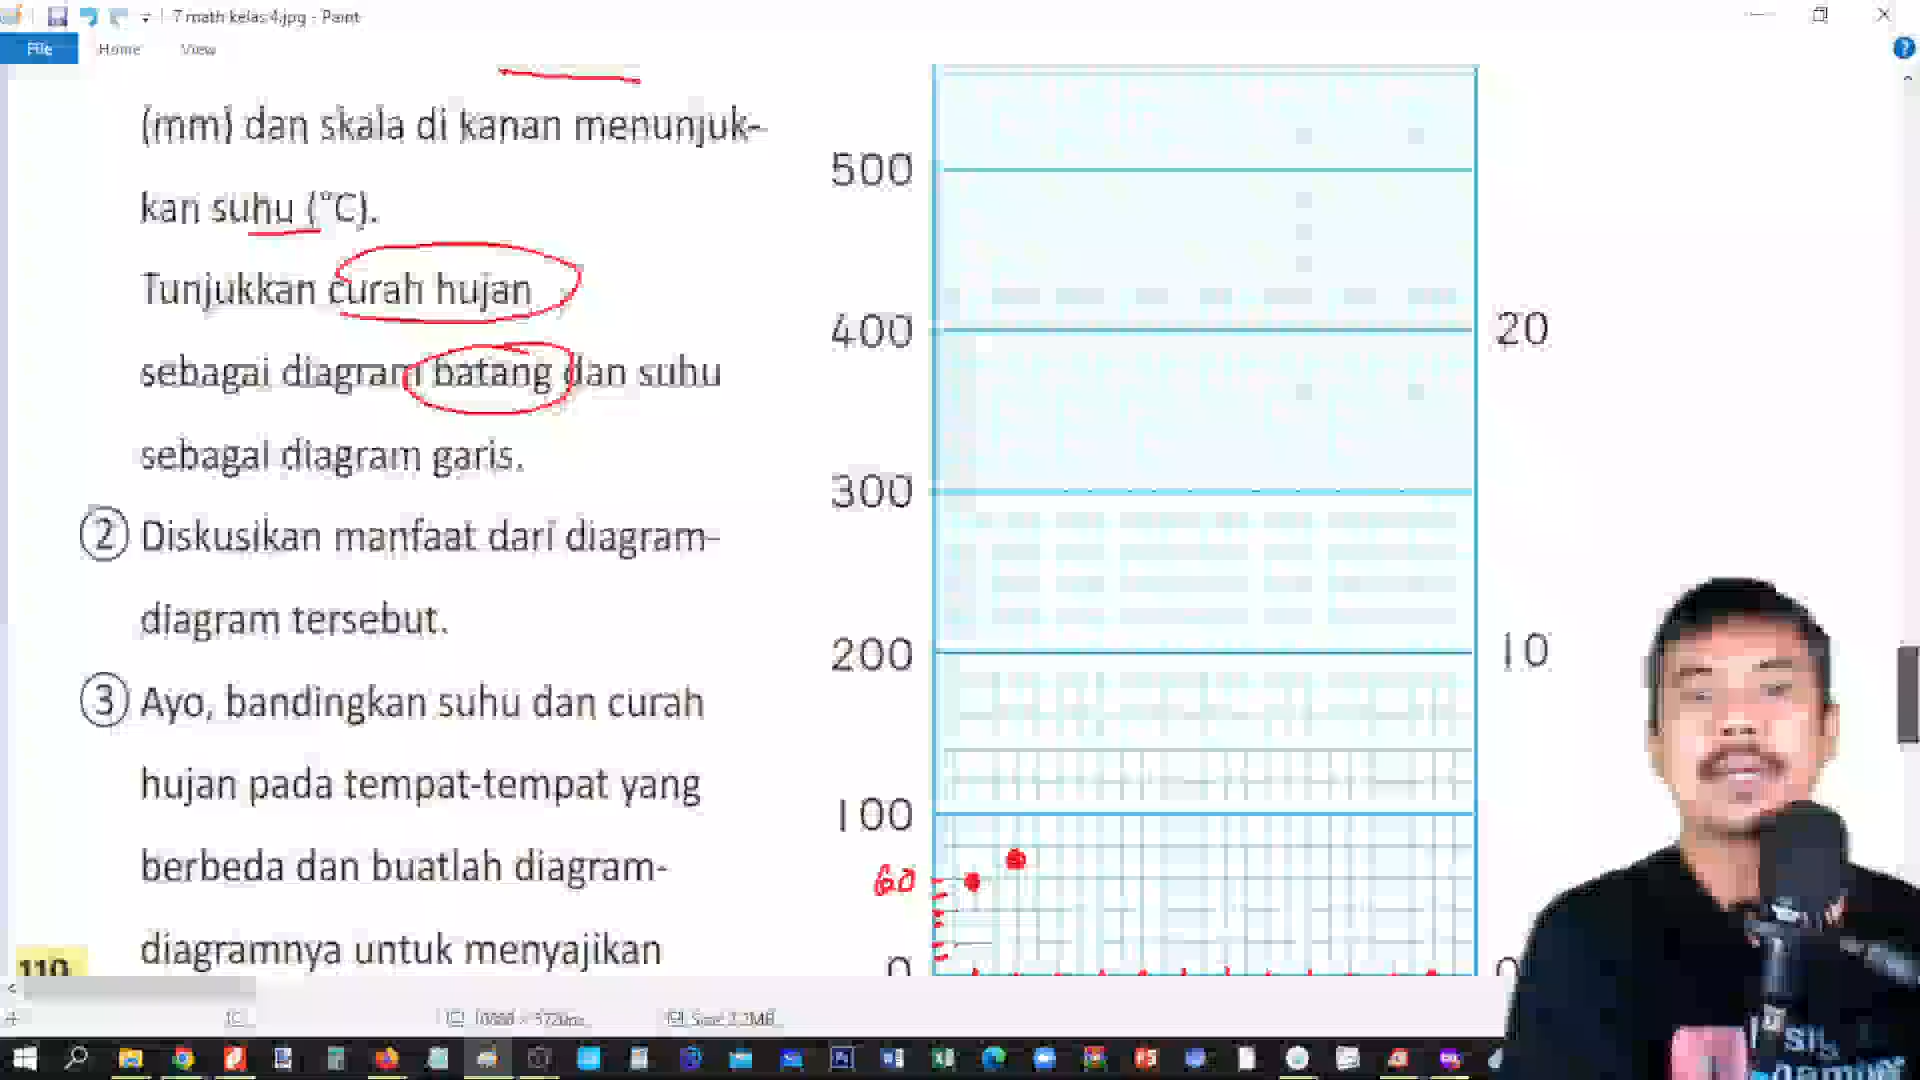 7 math kelas 4.jpg - Paint
File Home View
(mm) dan skala di kanan menunjuk-
kan suhu (°C).
Tunjukkan curah hujan
sebagai diagram batang dan suhu
sebagai diagram garis.
2 Diskusikan manfaat dari diagram-
diagram tersebut.
3 Ayo, bandingkan suhu dan curah
hujan pada tempat-tempat yang
berbeda dan buatlah diagram-
diagramnya untuk menyajikan
110
500
400
300
200
100
60
0
20
10
0